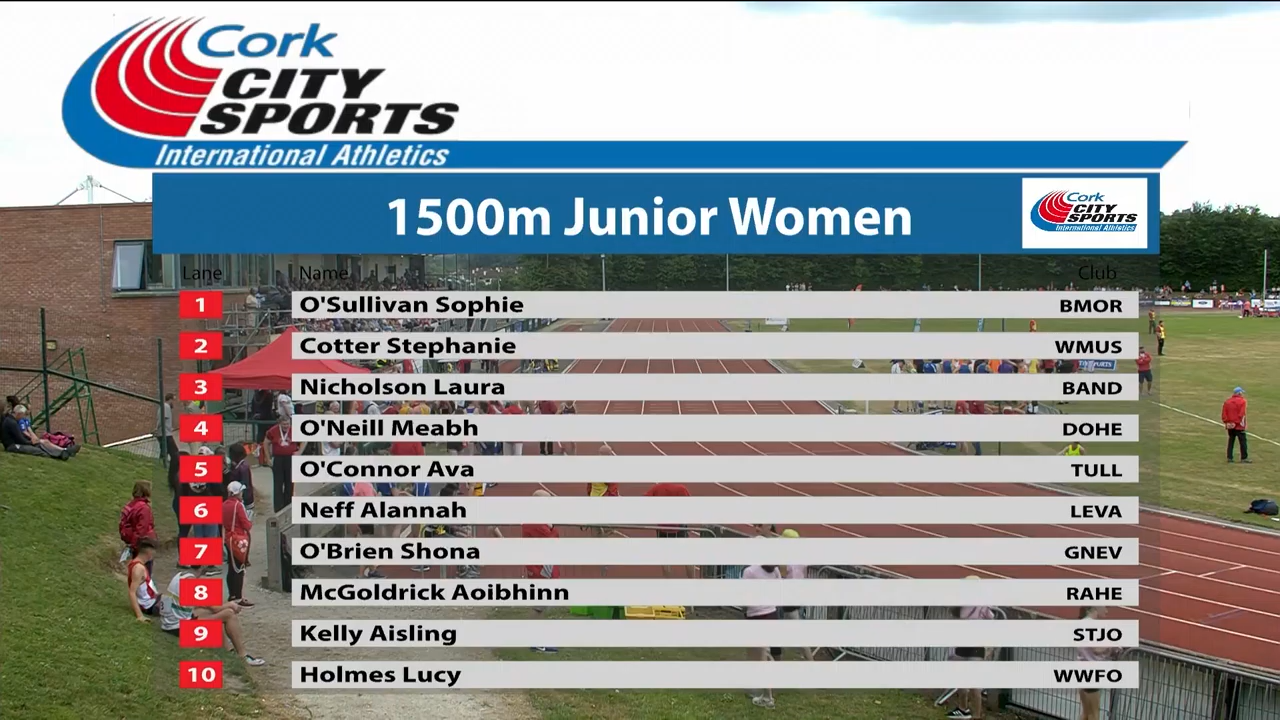 Cork
CITY
SPORTS
International Athletics
1500m Junior Women
Cork
CITY
SPORTS
International Athletics
Lane Name Club
1 O'Sullivan Sophie BMOR
2 Cotter Stephanie WMUS
3 Nicholson Laura BAND
4 O'Neill Meabh DOHE
5 O'Connor Ava TULL
6 Neff Alannah LEVA
7 O'Brien Shona GNEV
8 McGoldrick Aoibhinn RAHE
9 Kelly Aisling STJO
10 Holmes Lucy WWFO